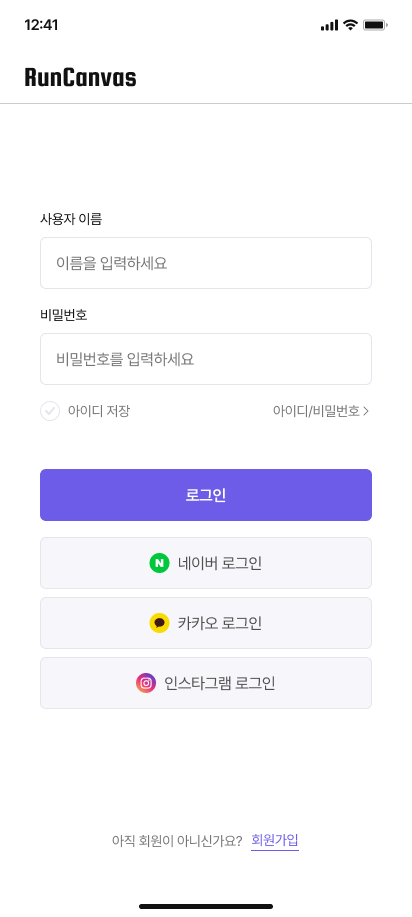 12:41
RunCanvas
사용자 이름
이름을 입력하세요
비밀번호
비밀번호를 입력하세요
아이디 저장 아이디/비밀번호 >
로그인
N 네이버 로그인
카카오 로그인
인스타그램 로그인
아직 회원이 아니신가요? 회원가입